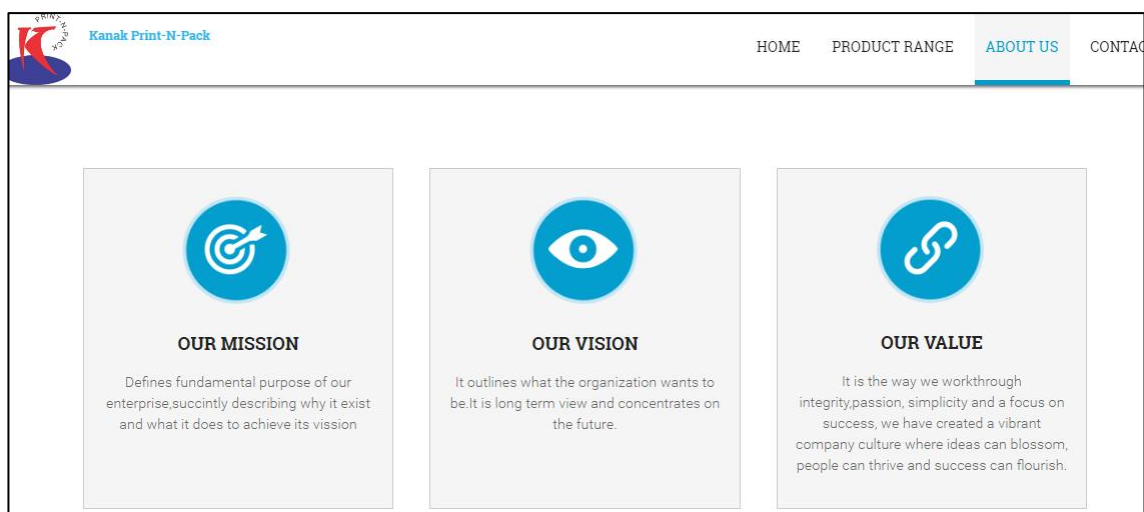 PRINT-N-PACK
Kanak Print-N-Pack
HOME PRODUCT RANGE ABOUT US CONTAC
OUR MISSION
Defines fundamental purpose of our
enterprise,succintly describing why it exist
and what it does to achieve its vission
OUR VISION
It outlines what the organization wants to
be.It is long term view and concentrates on
the future.
OUR VALUE
It is the way we workthrough
integrity,passion, simplicity and a focus on
success, we have created a vibrant
company culture where ideas can blossom,
people can thrive and success can flourish.